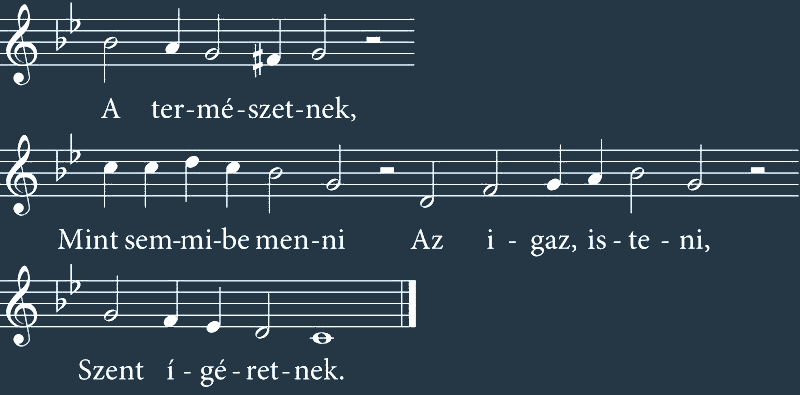 A ter-mé-szet-nek,
Mint sem-mi-be men-ni Az i - gaz, is - te - ni,
Szent í - gé - ret-nek.